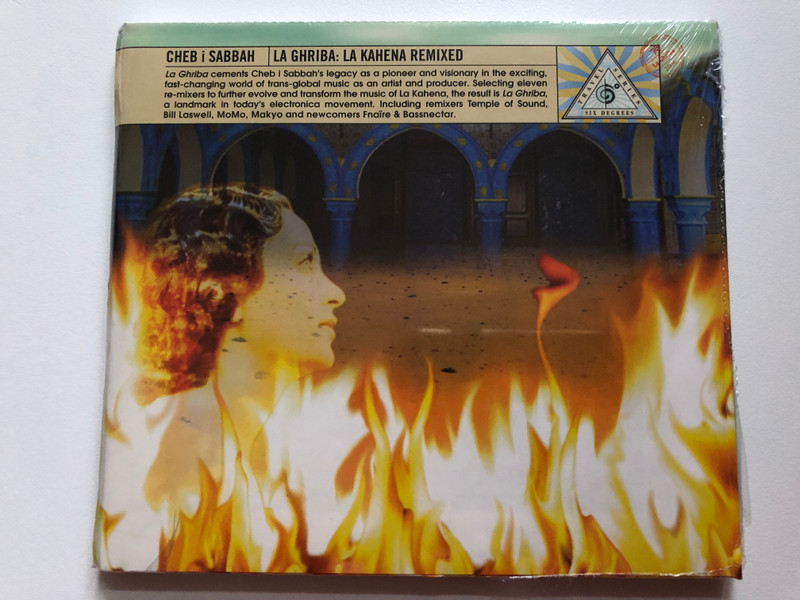 CHEB i SABBAH LA GHRIBA: LA KAHENA REMIXED
La Ghriba cements Cheb i Sabbah's legacy as a pioneer and visionary in the exciting,
fast-changing world of trans-global music as an artist and producer. Selecting eleven
re-mixers to further evolve and transform the music of La Kahena, the result is La Ghriba,
a landmark in today's electronica movement. Including remixers Temple of Sound,
Bill Laswell, MoMo, Makyo and newcomers Fnaïre & Bassnectar.
TRAVEL SERIES
SIX DEGREES